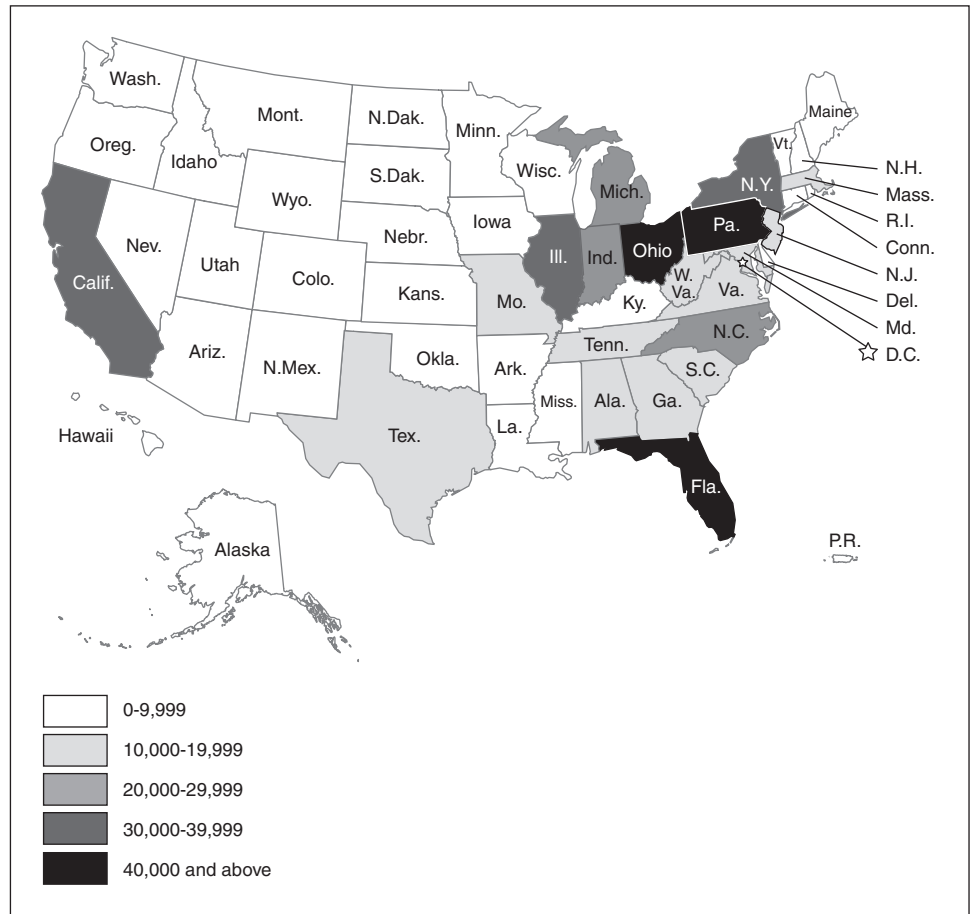 Wash.
Oreg.
Idaho
Mont.
N.Dak.
S.Dak.
Minn.
Wisc.
Mich.
Maine
Vt.
N.H.
Mass.
R.I.
Conn.
N.J.
Del.
Md.
D.C.
N.Y.
Pa.
Wyo.
Nebr.
Iowa
Ill.
Ind.
Ohio
W.
Va.
Va.
Calif.
Nev.
Utah
Colo.
Kans.
Mo.
Ky.
N.C.
Tenn.
S.C.
Ariz.
N.Mex.
Okla.
Ark.
Miss.
Ala.
Ga.
Tex.
La.
Fla.
Hawaii
Alaska
P.R.
0-9,999
10,000-19,999
20,000-29,999
30,000-39,999
40,000 and above